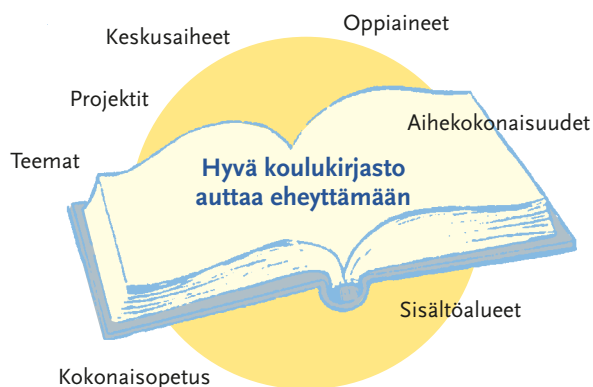 Oppiaineet
Keskusaiheet
Projektit
Aihekokonaisuudet
Teemat
Hyvä koulukirjasto
auttaa eheyttämään
Sisältöalueet
Kokonaisopetus